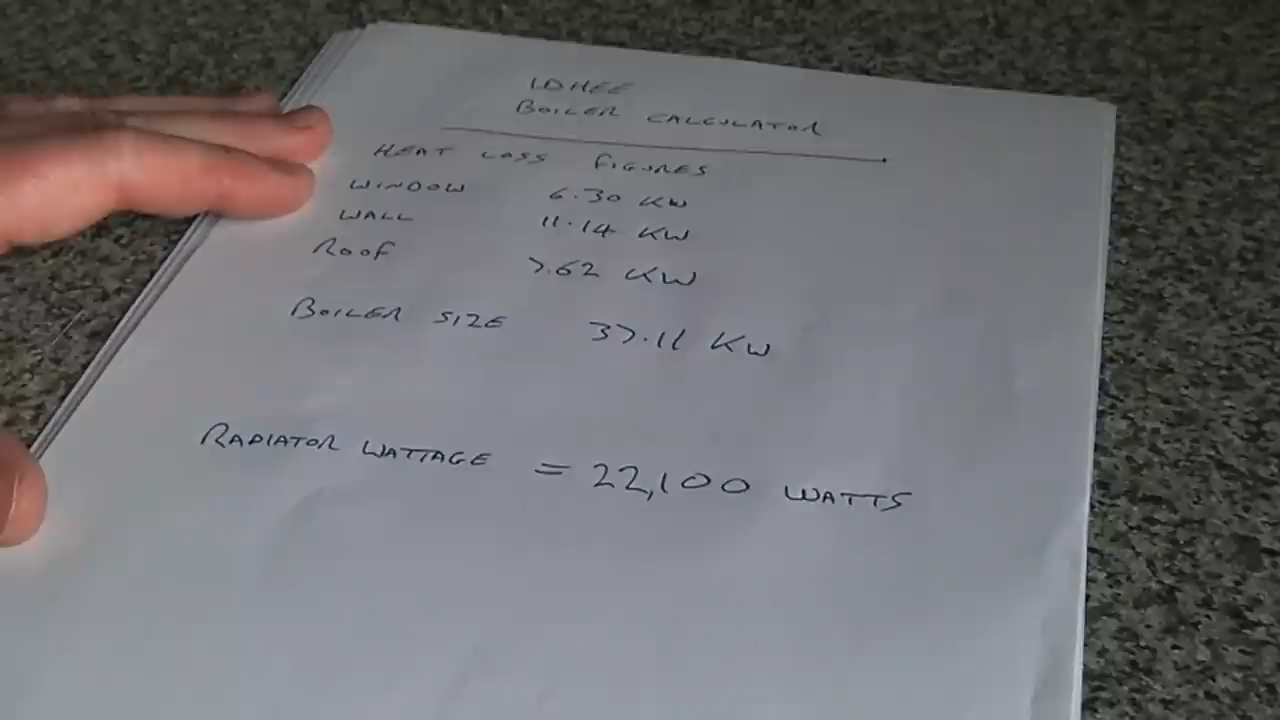 IDHEE
BOILER CALCULATOR
HEAT LOSS FIGURES
WINDOW 6.30 KW
WALL 11.14 KW
ROOF 7.62 KW
BOILER SIZE 37.11 KW
RADIATOR WATTAGE = 22,100 WATTS